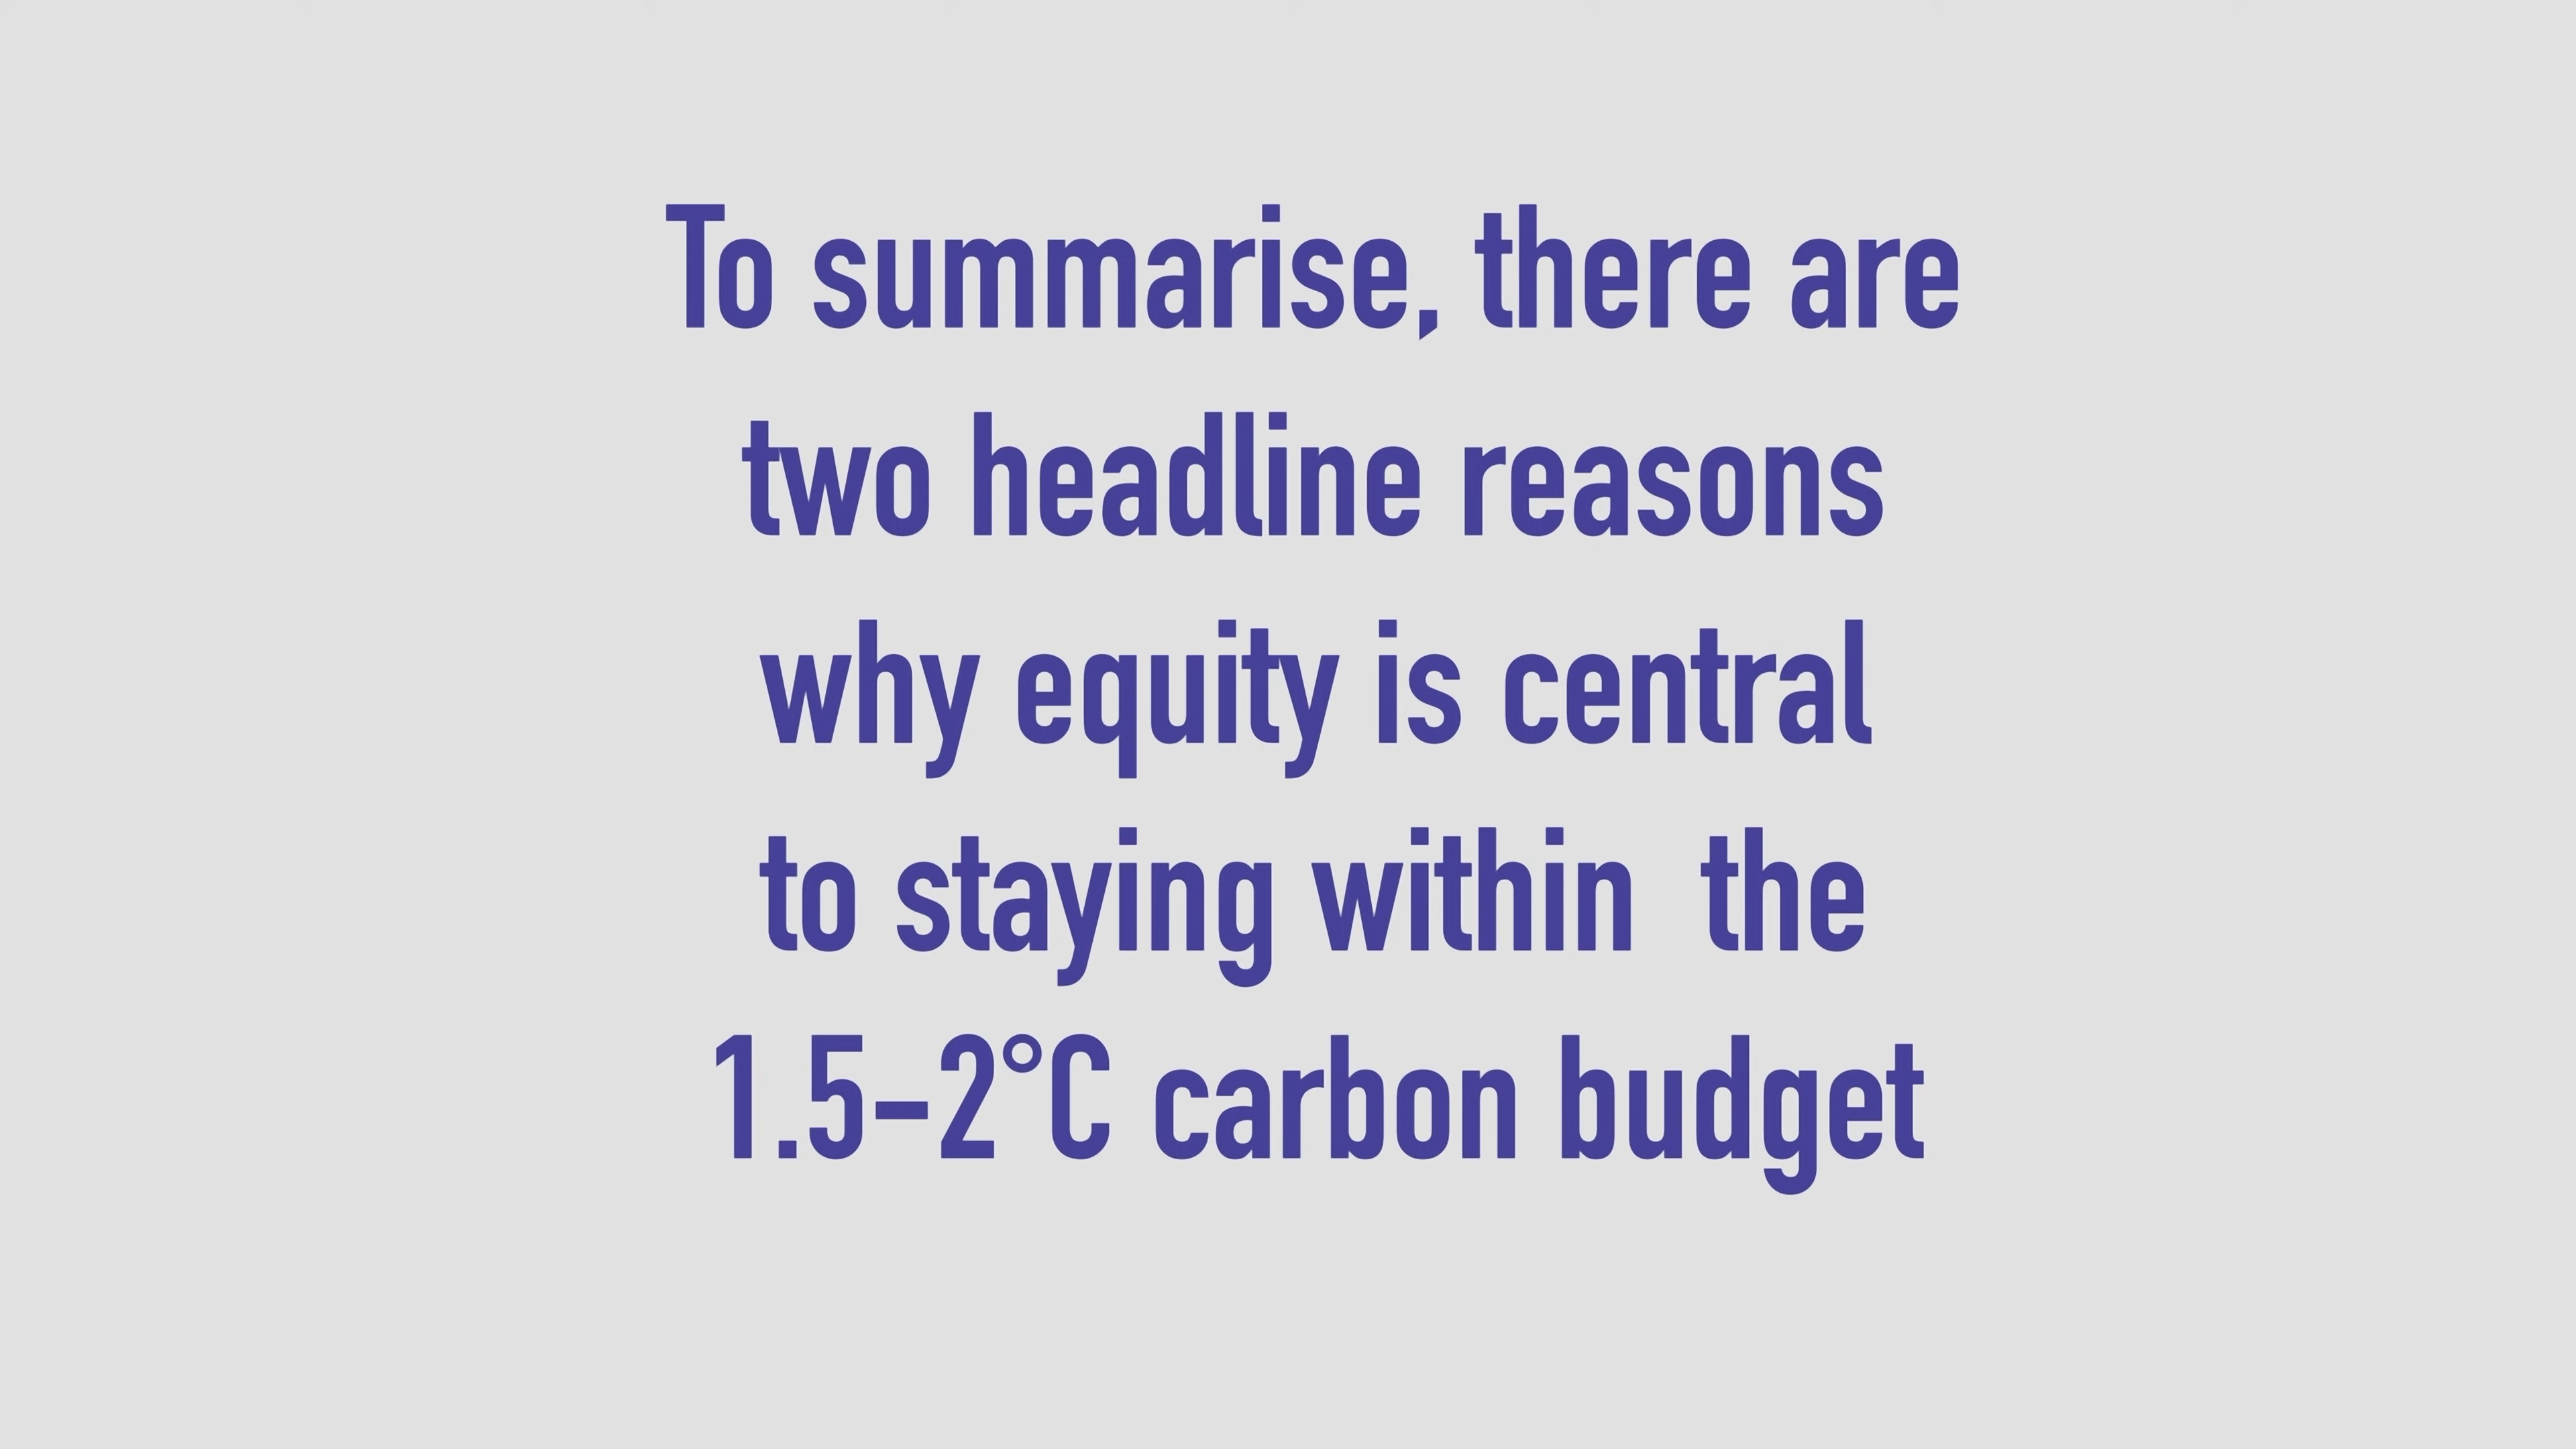 To summarise, there are
two headline reasons
why equity is central
to staying within  the
1.5–2°C carbon budget